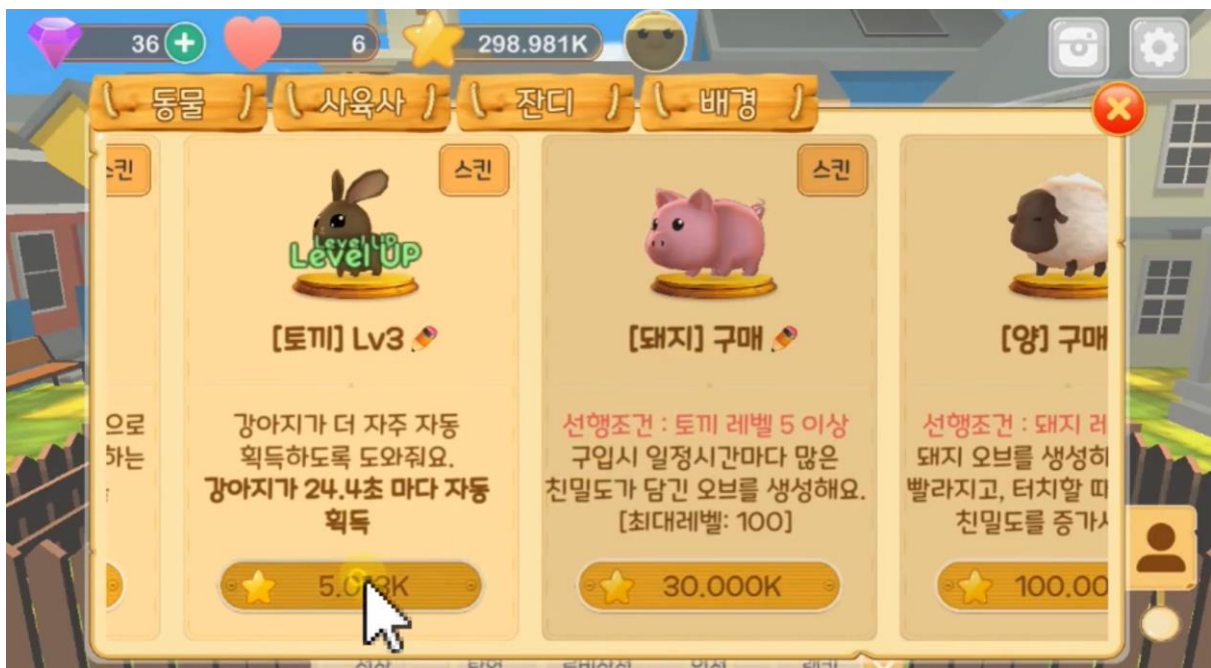 36
6
298.981K
동물
사육사
잔디
배경
스킨
스킨
Level UP
Level UP
[토끼] Lv3
[돼지] 구매
[양] 구매
으로
하는
강아지가 더 자주 자동
획득하도록 도와줘요.
강아지가 24.4초 마다 자동
획득
선행조건 : 토끼 레벨 5 이상
구입시 일정시간마다 많은
친밀도가 담긴 오브를 생성해요.
[최대레벨: 100]
선행조건 : 돼지 레
돼지 오브를 생성하
빨라지고, 터치할 때
친밀도를 증가
30.000K
100.00